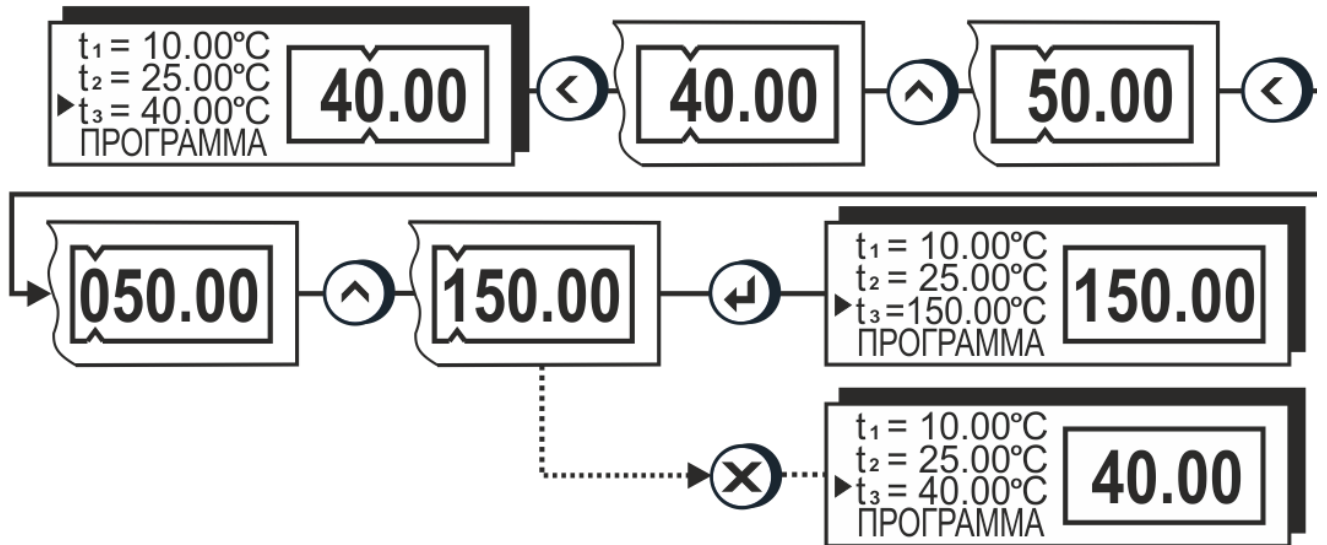 t₁ = 10.00°C
t₂ = 25.00°C
t₃ = 40.00°C
ПРОГРАММА
40.00
40.00
50.00
050.00
150.00
t₁ = 10.00°C
t₂ = 25.00°C
t₃ =150.00°C
ПРОГРАММА
150.00
t₁ = 10.00°C
t₂ = 25.00°C
t₃ = 40.00°C
ПРОГРАММА
40.00